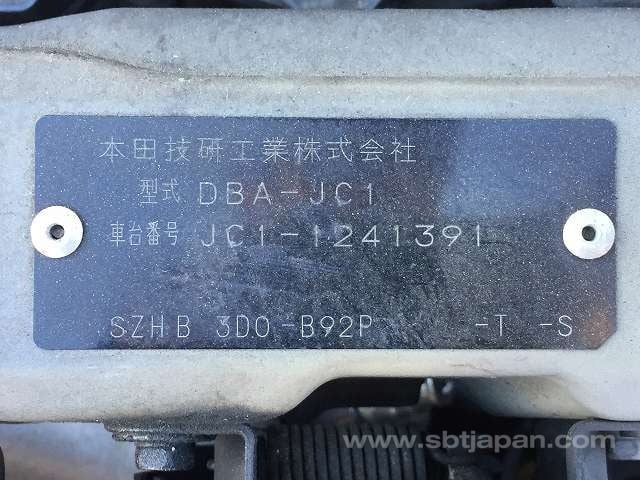 本田技研工業株式会社
型式 DBA-JC1
車台番号 JC1-1241391
SZHB 3D0-B92P -T -S
www.sbtjapan.com